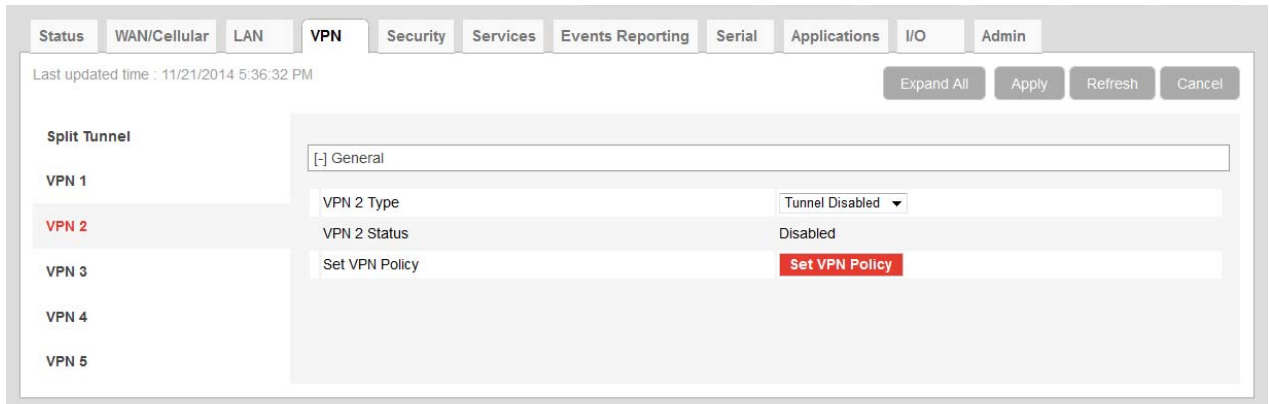 Status WAN/Cellular LAN VPN Security Services Events Reporting Serial Applications I/O Admin
Last updated time : 11/21/2014 5:36:32 PM
Expand All Apply Refresh Cancel
Split Tunnel
VPN 1
VPN 2
VPN 3
VPN 4
VPN 5
[-] General
VPN 2 Type Tunnel Disabled
VPN 2 Status Disabled
Set VPN Policy Set VPN Policy